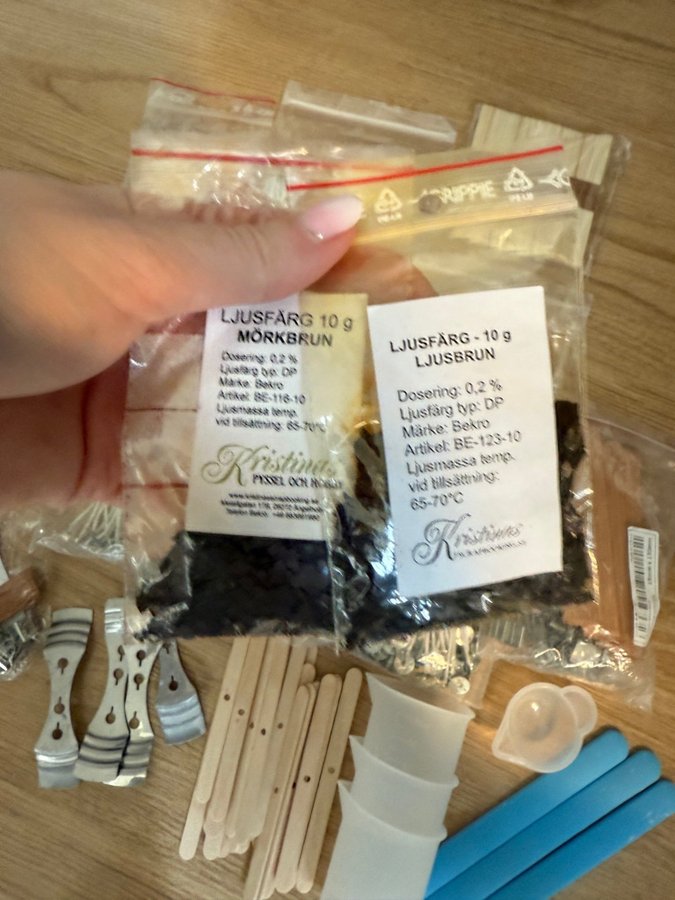 GRIPPIE
LJUSFÄRG 10 g
MÖRKBRUN
Dosering: 0,2 %
Ljusfärg typ: DP
Märke: Bekro
Artikel: BE-116-10
Ljusmassa temp.
vid tillsättning: 65-70°C
Kristinas
PYSSEL OCH HOBBY
LJUSFÄRG - 10 g
LJUSBRUN
Dosering: 0,2 %
Ljusfärg typ: DP
Märke: Bekro
Artikel: BE-123-10
Ljusmassa temp.
vid tillsättning:
65-70°C
Kristinas